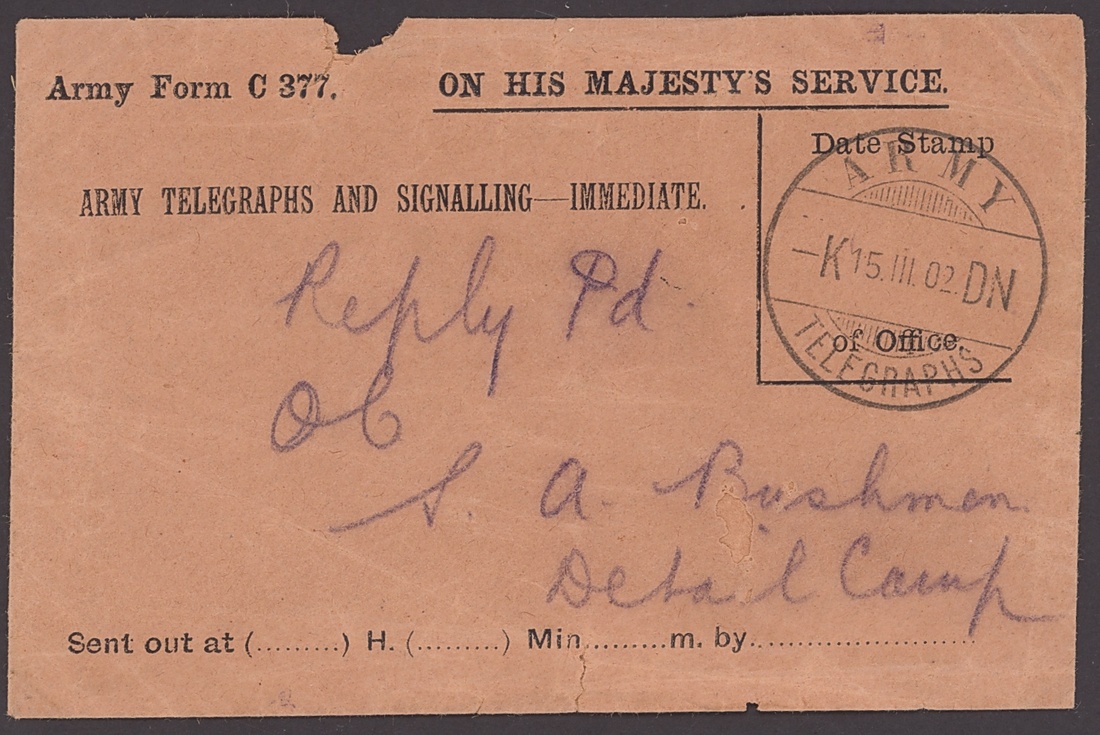 Army Form C 377.
ON HIS MAJESTY'S SERVICE.
ARMY TELEGRAPHS AND SIGNALLING—IMMEDIATE.
Date Stamp
of Office.
ARMY
-K 15.III.02.DN
TELEGRAPHS
Reply Pd.
OC
S. A. Bushmen
Detail Camp
Sent out at (.........) H. (.........) Min.........m. by........................